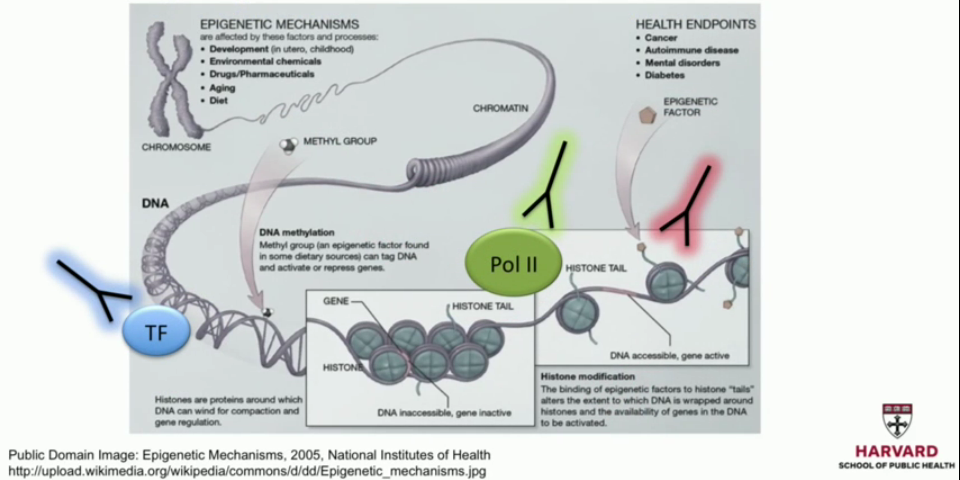 EPIGENETIC MECHANISMS
are affected by these factors and processes:
• Development (in utero, childhood)
• Environmental chemicals
• Drugs/Pharmaceuticals
• Aging
• Diet
HEALTH ENDPOINTS
• Cancer
• Autoimmune disease
• Mental disorders
• Diabetes
CHROMOSOME
METHYL GROUP
CHROMATIN
EPIGENETIC
FACTOR
DNA
DNA methylation
Methyl group (an epigenetic factor found
in some dietary sources) can tag DNA
and activate or repress genes.
Pol II
TF
GENE
HISTONE TAIL
HISTONE
DNA inaccessible, gene inactive
HISTONE TAIL
DNA accessible, gene active
Histones are proteins around which
DNA can wind for compaction and
gene regulation.
Histone modification
The binding of epigenetic factors to histone “tails”
alters the extent to which DNA is wrapped around
histones and the availability of genes in the DNA
to be activated.
Public Domain Image: Epigenetic Mechanisms, 2005, National Institutes of Health
http://upload.wikimedia.org/wikipedia/commons/d/dd/Epigenetic_mechanisms.jpg
HARVARD
SCHOOL OF PUBLIC HEALTH